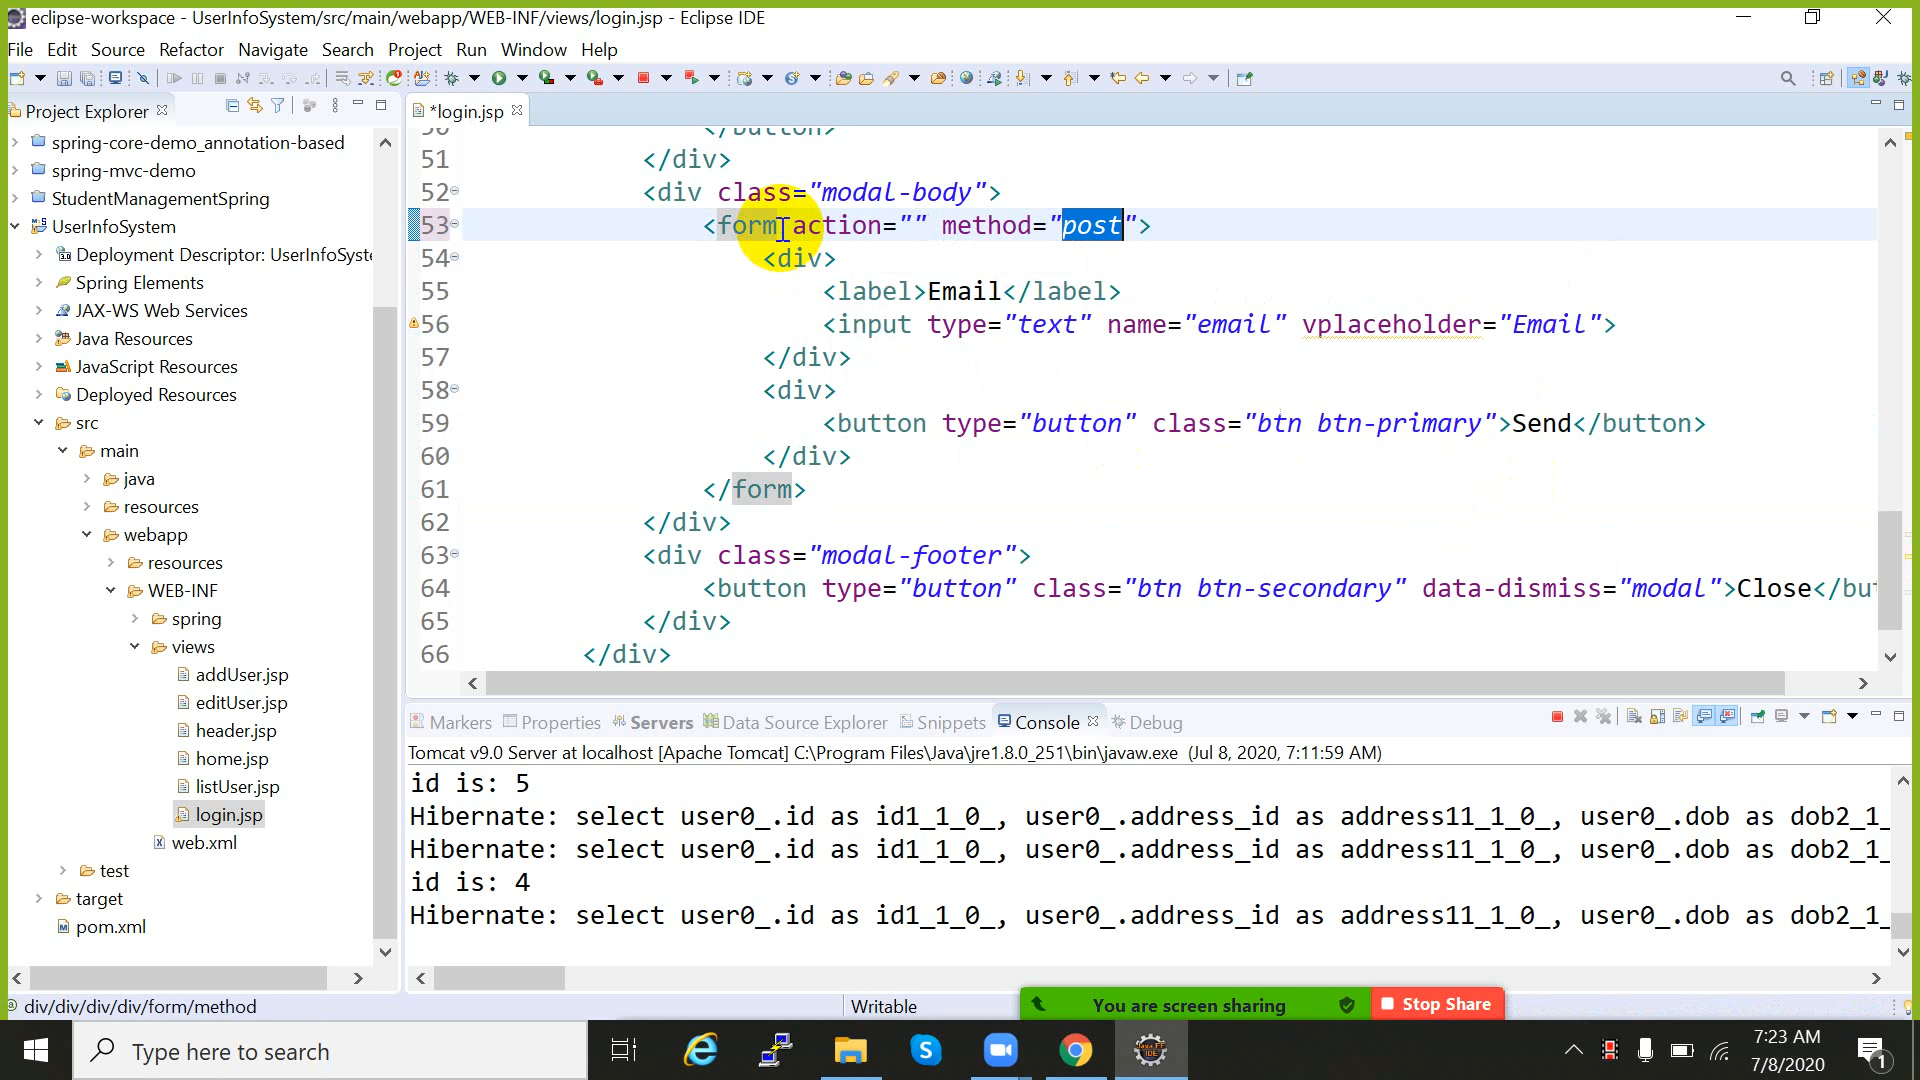 eclipse-workspace - UserInfoSystem/src/main/webapp/WEB-INF/views/login.jsp - Eclipse IDE
File Edit Source Refactor Navigate Search Project Run Window Help
Project Explorer
*login.jsp
spring-core-demo_annotation-based
spring-mvc-demo
StudentManagementSpring
UserInfoSystem
Deployment Descriptor: UserInfoSyste
Spring Elements
JAX-WS Web Services
Java Resources
JavaScript Resources
Deployed Resources
src
main
java
resources
webapp
resources
WEB-INF
spring
views
addUser.jsp
editUser.jsp
header.jsp
home.jsp
listUser.jsp
login.jsp
web.xml
test
target
pom.xml
50 </button>
51 </div>
52 <div class="modal-body">
53 <form action="" method="post">
54 <div>
55 <label>Email</label>
56 <input type="text" name="email" vplaceholder="Email">
57 </div>
58 <div>
59 <button type="button" class="btn btn-primary">Send</button>
60 </div>
61 </form>
62 </div>
63 <div class="modal-footer">
64 <button type="button" class="btn btn-secondary" data-dismiss="modal">Close</but
65 </div>
66 </div>
Markers Properties Servers Data Source Explorer Snippets Console Debug
Tomcat v9.0 Server at localhost [Apache Tomcat] C:\Program Files\Java\jre1.8.0_251\bin\javaw.exe (Jul 8, 2020, 7:11:59 AM)
id is: 5
Hibernate: select user0_.id as id1_1_0_, user0_.address_id as address11_1_0_, user0_.dob as dob2_1_
Hibernate: select user0_.id as id1_1_0_, user0_.address_id as address11_1_0_, user0_.dob as dob2_1_
id is: 4
Hibernate: select user0_.id as id1_1_0_, user0_.address_id as address11_1_0_, user0_.dob as dob2_1_
div/div/div/div/form/method
Writable
You are screen sharing
Stop Share
Type here to search
7:23 AM
7/8/2020
1